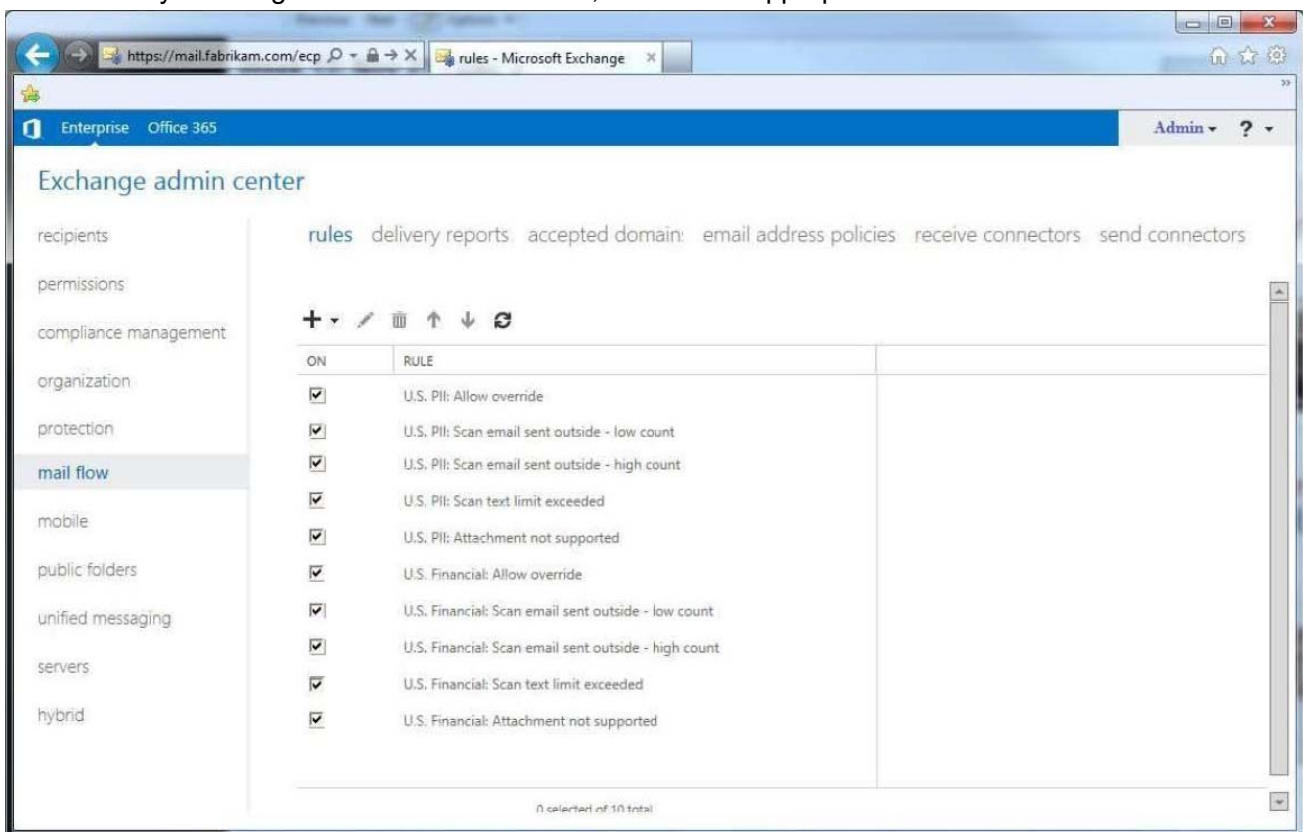 https://mail.fabrikam.com/ecp
rules - Microsoft Exchange
Enterprise Office 365
Admin ?
Exchange admin center
recipients
permissions
compliance management
organization
protection
mail flow
mobile
public folders
unified messaging
servers
hybrid
rules delivery reports accepted domain: email address policies receive connectors send connectors
ON RULE
U.S. PII: Allow override
U.S. PII: Scan email sent outside - low count
U.S. PII: Scan email sent outside - high count
U.S. PII: Scan text limit exceeded
U.S. PII: Attachment not supported
U.S. Financial: Allow override
U.S. Financial: Scan email sent outside - low count
U.S. Financial: Scan email sent outside - high count
U.S. Financial: Scan text limit exceeded
U.S. Financial: Attachment not supported
0 selected of 10 total